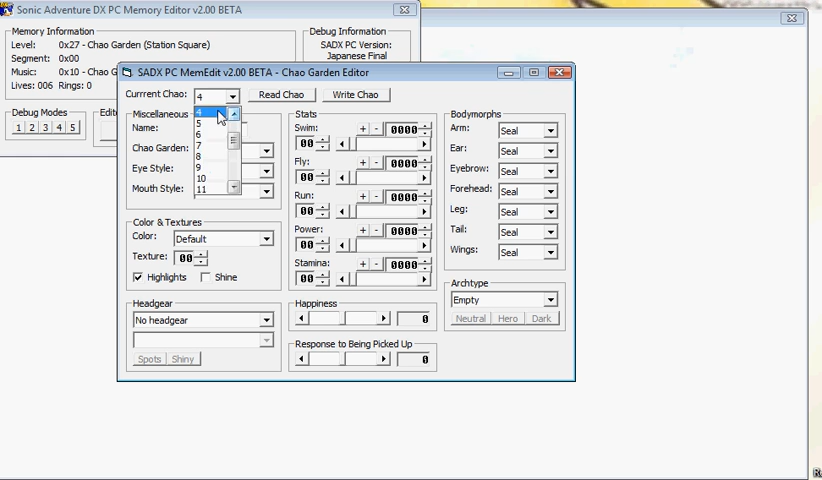 Sonic Adventure DX PC Memory Editor v2.00 BETA
Memory Information
Level: 0x27 - Chao Garden (Station Square)
Segment: 0x00
Music: 0x10 - Chao G
Lives: 006 Rings: 0
Debug Information
SADX PC Version:
Japanese Final
Debug Modes
1 2 3 4 5
SADX PC MemEdit v2.00 BETA - Chao Garden Editor
Currrent Chao: 4
Read Chao
Write Chao
4
5
6
7
8
9
10
11
Miscellaneous
Name:
Chao Garden:
Eye Style:
Mouth Style:
Color & Textures
Color: Default
Texture: 00
Highlights Shine
Headgear
No headgear
Spots Shiny
Stats
Swim: + - 0000
00
Fly: + - 0000
00
Run: + - 0000
00
Power: + - 0000
00
Stamina: + - 0000
00
Happiness
0
Response to Being Picked Up
0
Bodymorphs
Arm: Seal
Ear: Seal
Eyebrow: Seal
Forehead: Seal
Leg: Seal
Tail: Seal
Wings: Seal
Archtype
Empty
Neutral Hero Dark